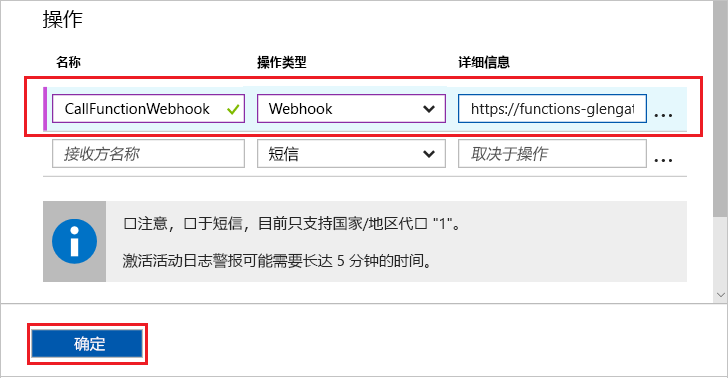 操作
名称 操作类型 详细信息
CallFunctionWebhook Webhook https://functions-glengat ...
接收方名称 短信 取决于操作 ...
□注意，□于短信，目前只支持国家/地区代□ "1"。
激活活动日志警报可能需要长达 5 分钟的时间。
确定